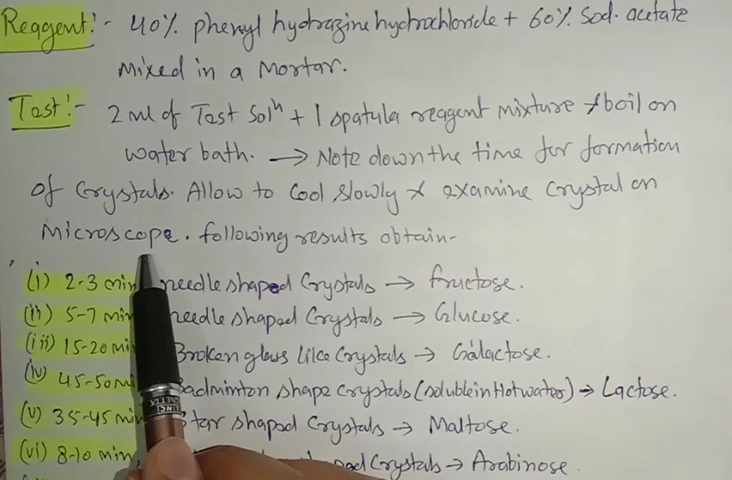 Reagent:- 40% phenyl hydrazine hydrochloride + 60% Sod. acetate
mixed in a Mortar.
Test:- 2 ml of Test Solⁿ + 1 spatula reagent mixture & boil on
water bath. → Note down the time for formation
of Crystals. Allow to Cool slowly & examine Crystal on
Microscope. following results obtain-
(i) 2-3 min needle shaped Crystals → fructose.
(ii) 5-7 min needle shaped Crystals → Glucose.
(iii) 15-20 min Broken glass like Crystals → Galactose.
(iv) 45-50 min badminton shape crystals (soluble in Hot water) → Lactose.
(v) 35-45 min Star shaped Crystals → Maltose.
(vi) 8-10 min, Crystals → Arabinose.